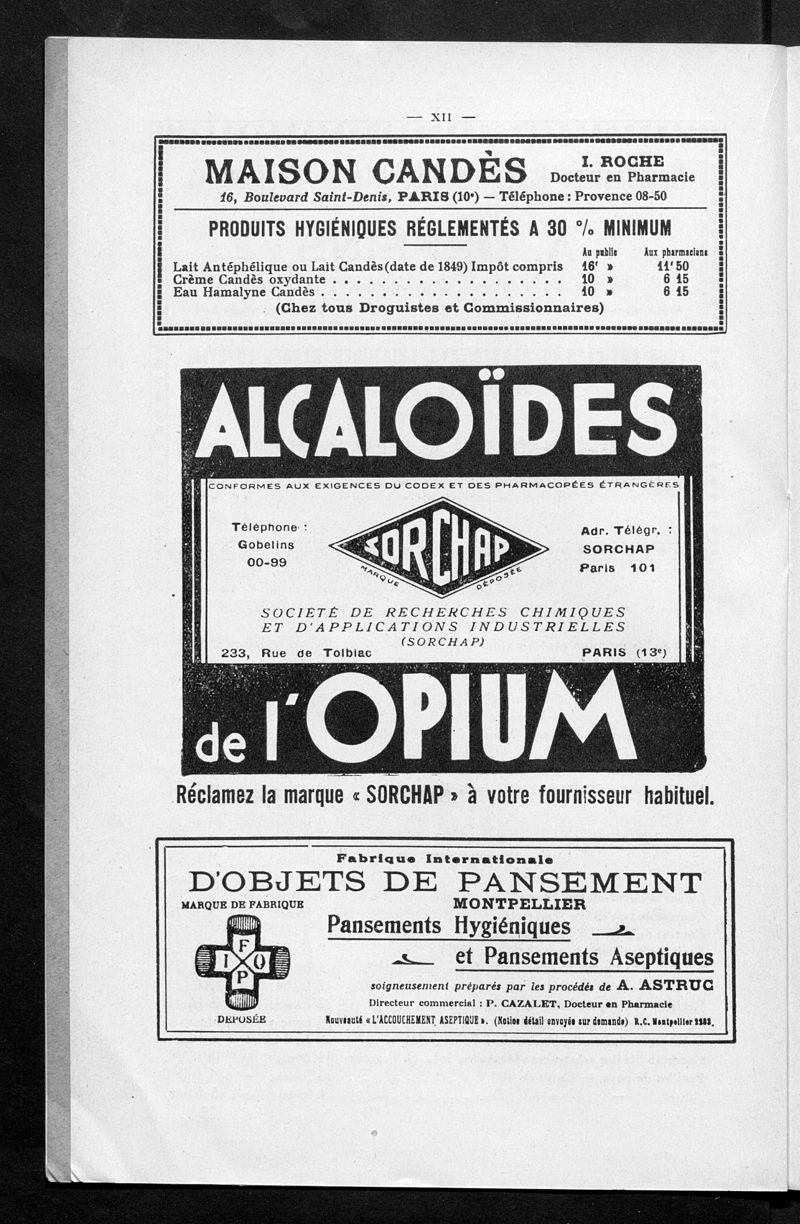 — XII —
MAISON CANDÈS
I. ROCHE
Docteur en Pharmacie
16, Boulevard Saint-Denis, PARIS (10e) — Téléphone : Provence 08-50
PRODUITS HYGIÉNIQUES RÉGLEMENTÉS A 30 % MINIMUM
Au public Aux pharmaciens
Lait Antéphélique ou Lait Candès (date de 1849) Impôt compris 16f » 11f 50
Crème Candès oxydante . . . . . . . . . . . . . . . . . . . 10 » 6 15
Eau Hamalyne Candès . . . . . . . . . . . . . . . . . . . . 10 » 6 15
(Chez tous Droguistes et Commissionnaires)
ALCALOÏDES
CONFORMES AUX EXIGENCES DU CODEX ET DES PHARMACOPÉES ÉTRANGÈRES
Téléphone :
Gobelins
00-99
SORCHAP
MARQUE DÉPOSÉE
Adr. Télégr. :
SORCHAP
Paris 101
SOCIETÉ DE RECHERCHES CHIMIQUES
ET D'APPLICATIONS INDUSTRIELLES
(SORCHAP)
233, Rue de Tolbiac PARIS (13e)
de l'OPIUM
Réclamez la marque « SORCHAP » à votre fournisseur habituel.
Fabrique Internationale
D'OBJETS DE PANSEMENT
MARQUE DE FABRIQUE
MONTPELLIER
F
I O
P
DEPOSÉE
Pansements Hygiéniques
et Pansements Aseptiques
soigneusement préparés par les procédés de A. ASTRUC
Directeur commercial : P. CAZALET, Docteur en Pharmacie
Nouveauté « L'ACCOUCHEMENT ASEPTIQUE ». (Notice détail envoyée sur demande) R.C. Montpellier